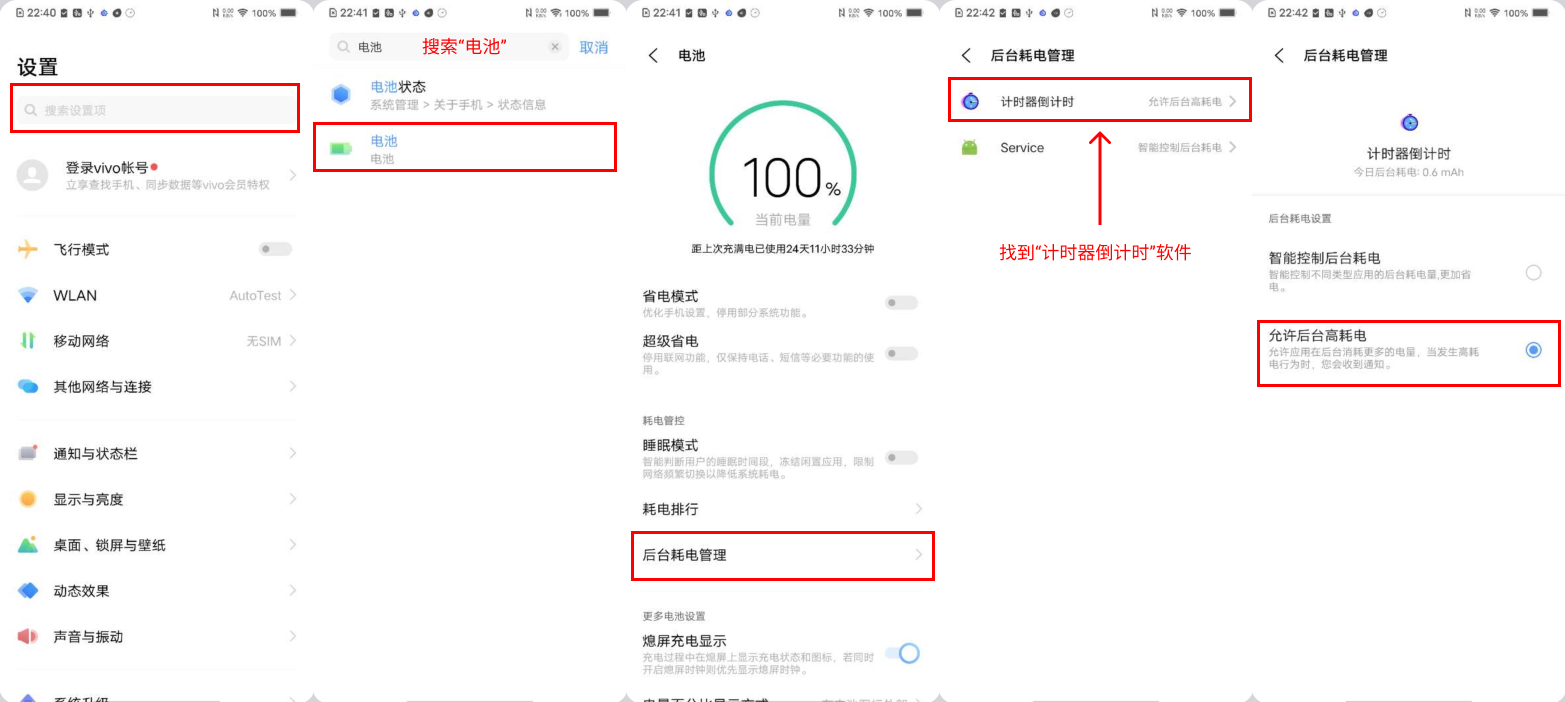 22:40
0.00 KB/s
100%
设置
搜索设置项
登录vivo帐号
立享查找手机、同步数据等vivo会员特权
飞行模式
WLAN
AutoTest
移动网络
无SIM
其他网络与连接
通知与状态栏
显示与亮度
桌面、锁屏与壁纸
动态效果
声音与振动
系统升级
22:41
0.00 KB/s
100%
电池
搜索“电池”
取消
电池状态
系统管理 > 关于手机 > 状态信息
电池
电池
22:41
100%
电池
100%
当前电量
距上次充满电已使用24天11小时33分钟
省电模式
优化手机设置，停用部分系统功能。
超级省电
停用联网功能，仅保持电话、短信等必要功能的使
用。
耗电管控
睡眠模式
智能判断用户的睡眠时间段，冻结闲置应用，限制
网络频繁切换以降低系统耗电。
耗电排行
后台耗电管理
更多电池设置
熄屏充电显示
充电过程中在熄屏上显示充电状态和图标，若同时
开启熄屏时钟则优先显示熄屏时钟。
电量百分比显示方式
22:42
100%
后台耗电管理
计时器倒计时
允许后台高耗电
Service
智能控制后台耗电
找到“计时器倒计时”软件
22:42
100%
后台耗电管理
计时器倒计时
今日后台耗电: 0.6 mAh
后台耗电设置
智能控制后台耗电
智能控制不同类型应用的后台耗电量,更加省
电。
允许后台高耗电
允许应用在后台消耗更多的电量，当发生高耗
电行为时，您会收到通知。